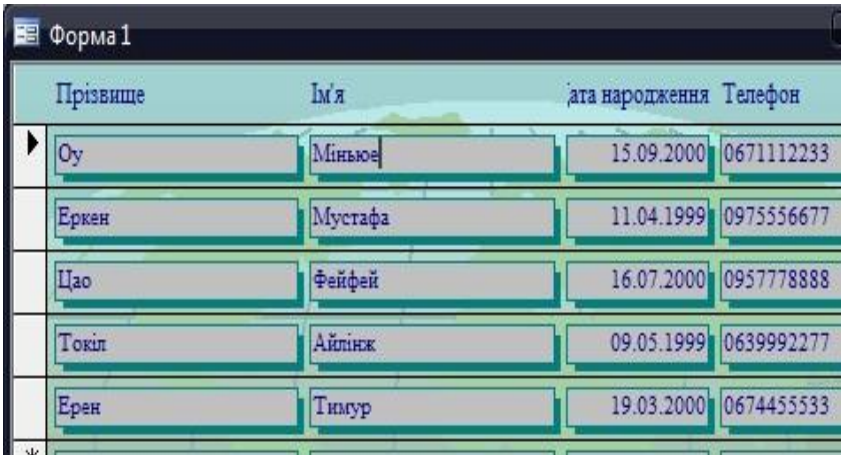 Форма 1
Прізвище Ім'я ата народження Телефон
Оу Міньюе 15.09.2000 0671112233
Еркен Мустафа 11.04.1999 0975556677
Цао Фейфей 16.07.2000 0957778888
Токіл Айлінж 09.05.1999 0639992277
Ерен Тимур 19.03.2000 0674455533